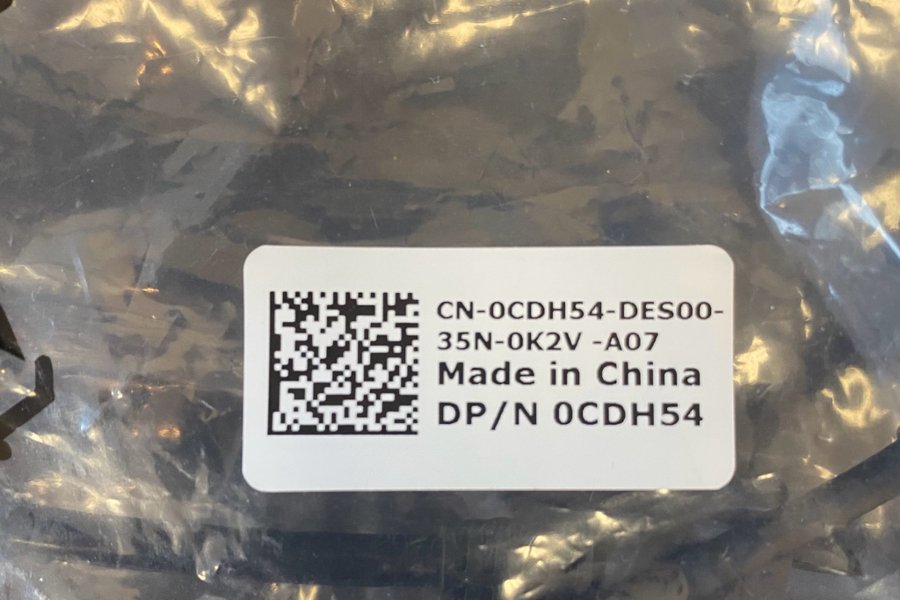 CN-0CDH54-DES00-
35N-0K2V -A07
Made in China
DP/N 0CDH54